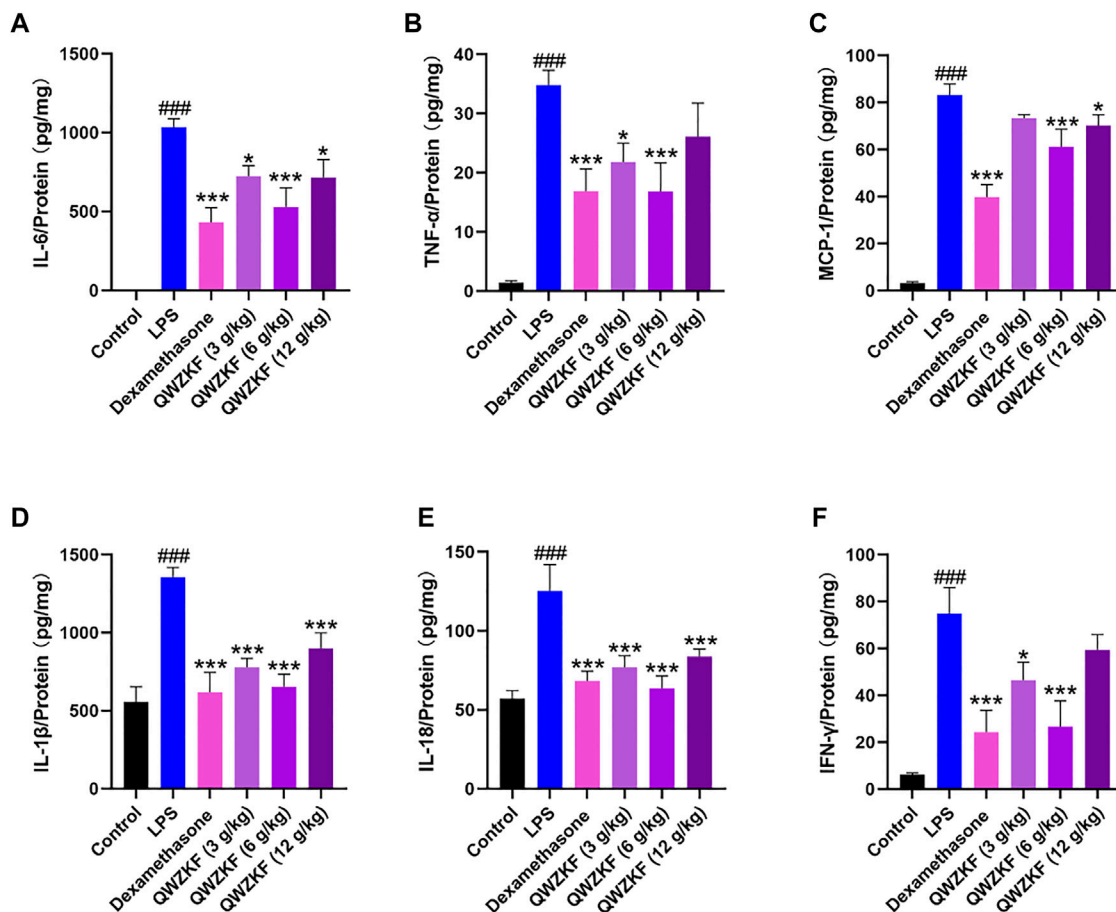 A
IL-6/Protein (pg/mg)
1500
1000
500
0
###
***
*
***
*
Control
LPS
Dexamethasone
QWZKF (3 g/kg)
QWZKF (6 g/kg)
QWZKF (12 g/kg)
B
TNF-α/Protein (pg/mg)
40
30
20
10
0
###
***
*
***
Control
LPS
Dexamethasone
QWZKF (3 g/kg)
QWZKF (6 g/kg)
QWZKF (12 g/kg)
C
MCP-1/Protein (pg/mg)
100
80
60
40
20
0
###
***
***
*
Control
LPS
Dexamethasone
QWZKF (3 g/kg)
QWZKF (6 g/kg)
QWZKF (12 g/kg)
D
IL-1β/Protein (pg/mg)
1500
1000
500
0
###
***
***
***
***
Control
LPS
Dexamethasone
QWZKF (3 g/kg)
QWZKF (6 g/kg)
QWZKF (12 g/kg)
E
IL-18/Protein (pg/mg)
150
100
50
0
###
***
***
***
***
Control
LPS
Dexamethasone
QWZKF (3 g/kg)
QWZKF (6 g/kg)
QWZKF (12 g/kg)
F
IFN-γ/Protein (pg/mg)
100
80
60
40
20
0
###
***
*
***
Control
LPS
Dexamethasone
QWZKF (3 g/kg)
QWZKF (6 g/kg)
QWZKF (12 g/kg)